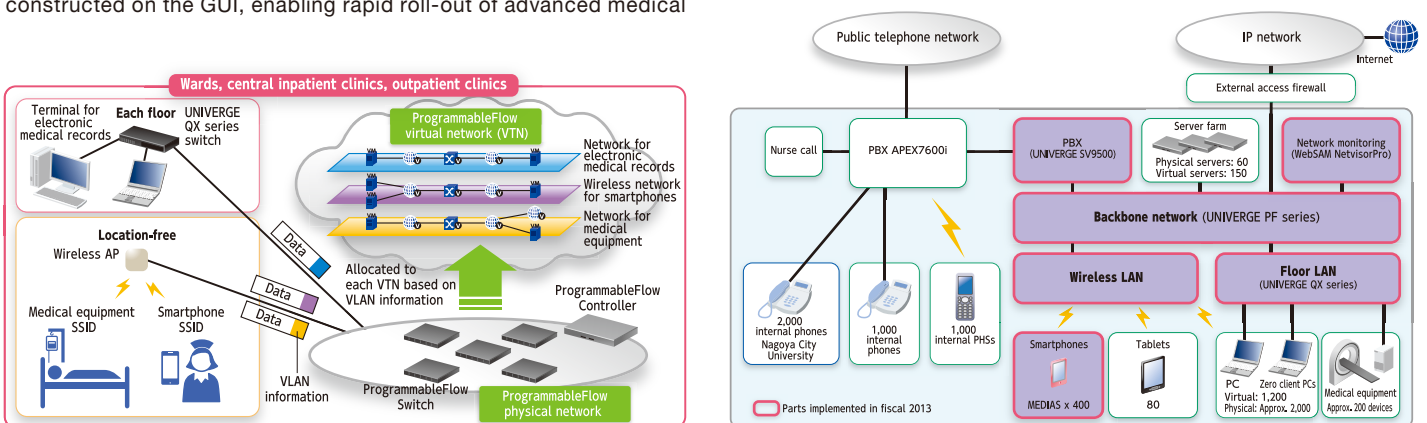 constructed on the GUI, enabling rapid roll-out of advanced medical
Wards, central inpatient clinics, outpatient clinics
Terminal for
electronic
medical records
Each floor
UNIVERGE
QX series
switch
ProgrammableFlow
virtual network (VTN)
VM
V
V
VM
Network for
electronic
medical records
VM
VM
V
V
VM
Wireless network
for smartphones
VM
V
V
V
VM
Network for
medical
equipment
Location-free
Wireless AP
Data
Data
Data
Allocated to
each VTN based on
VLAN information
Medical equipment
SSID
Smartphone
SSID
VLAN
information
ProgrammableFlow
Controller
ProgrammableFlow
Switch
ProgrammableFlow
physical network
Public telephone network
IP network
Internet
External access firewall
Nurse call
PBX APEX7600i
PBX
(UNIVERGE SV9500)
Server farm
Physical servers: 60
Virtual servers: 150
Network monitoring
(WebSAM NetvisorPro)
Backbone network (UNIVERGE PF series)
Wireless LAN
Floor LAN
(UNIVERGE QX series)
2,000
internal phones
Nagoya City
University
1,000
internal
phones
1,000
internal PHSs
Smartphones
MEDIAS x 400
Tablets
80
PC
Zero client PCs
Virtual: 1,200
Physical: Approx. 2,000
Medical equipment
Approx. 200 devices
Parts implemented in fiscal 2013